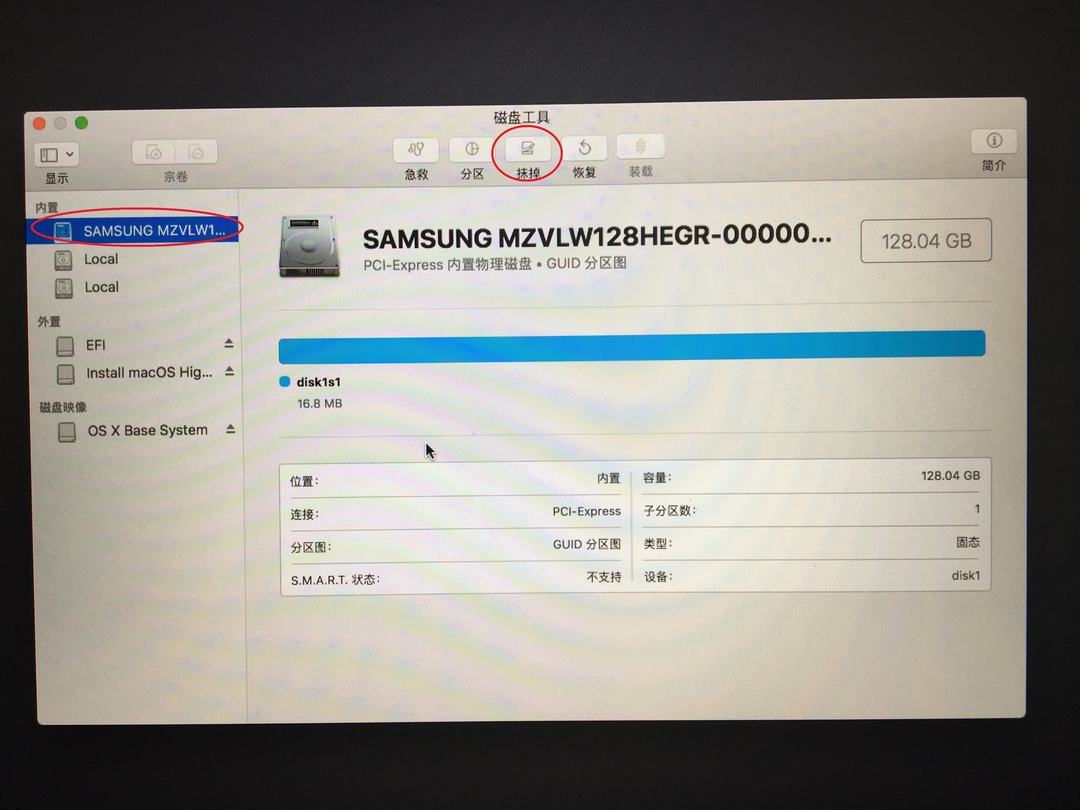 磁盘工具
显示
宗卷
急救
分区
抹掉
恢复
装载
简介
内置
SAMSUNG MZVLW1...
Local
Local
外置
EFI
Install macOS Hig...
磁盘映像
OS X Base System
SAMSUNG MZVLW128HEGR-00000...
PCI-Express 内置物理磁盘 • GUID 分区图
128.04 GB
disk1s1
16.8 MB
位置: 内置
容量: 128.04 GB
连接: PCI-Express
子分区数: 1
分区图: GUID 分区图
类型: 固态
S.M.A.R.T. 状态: 不支持
设备: disk1